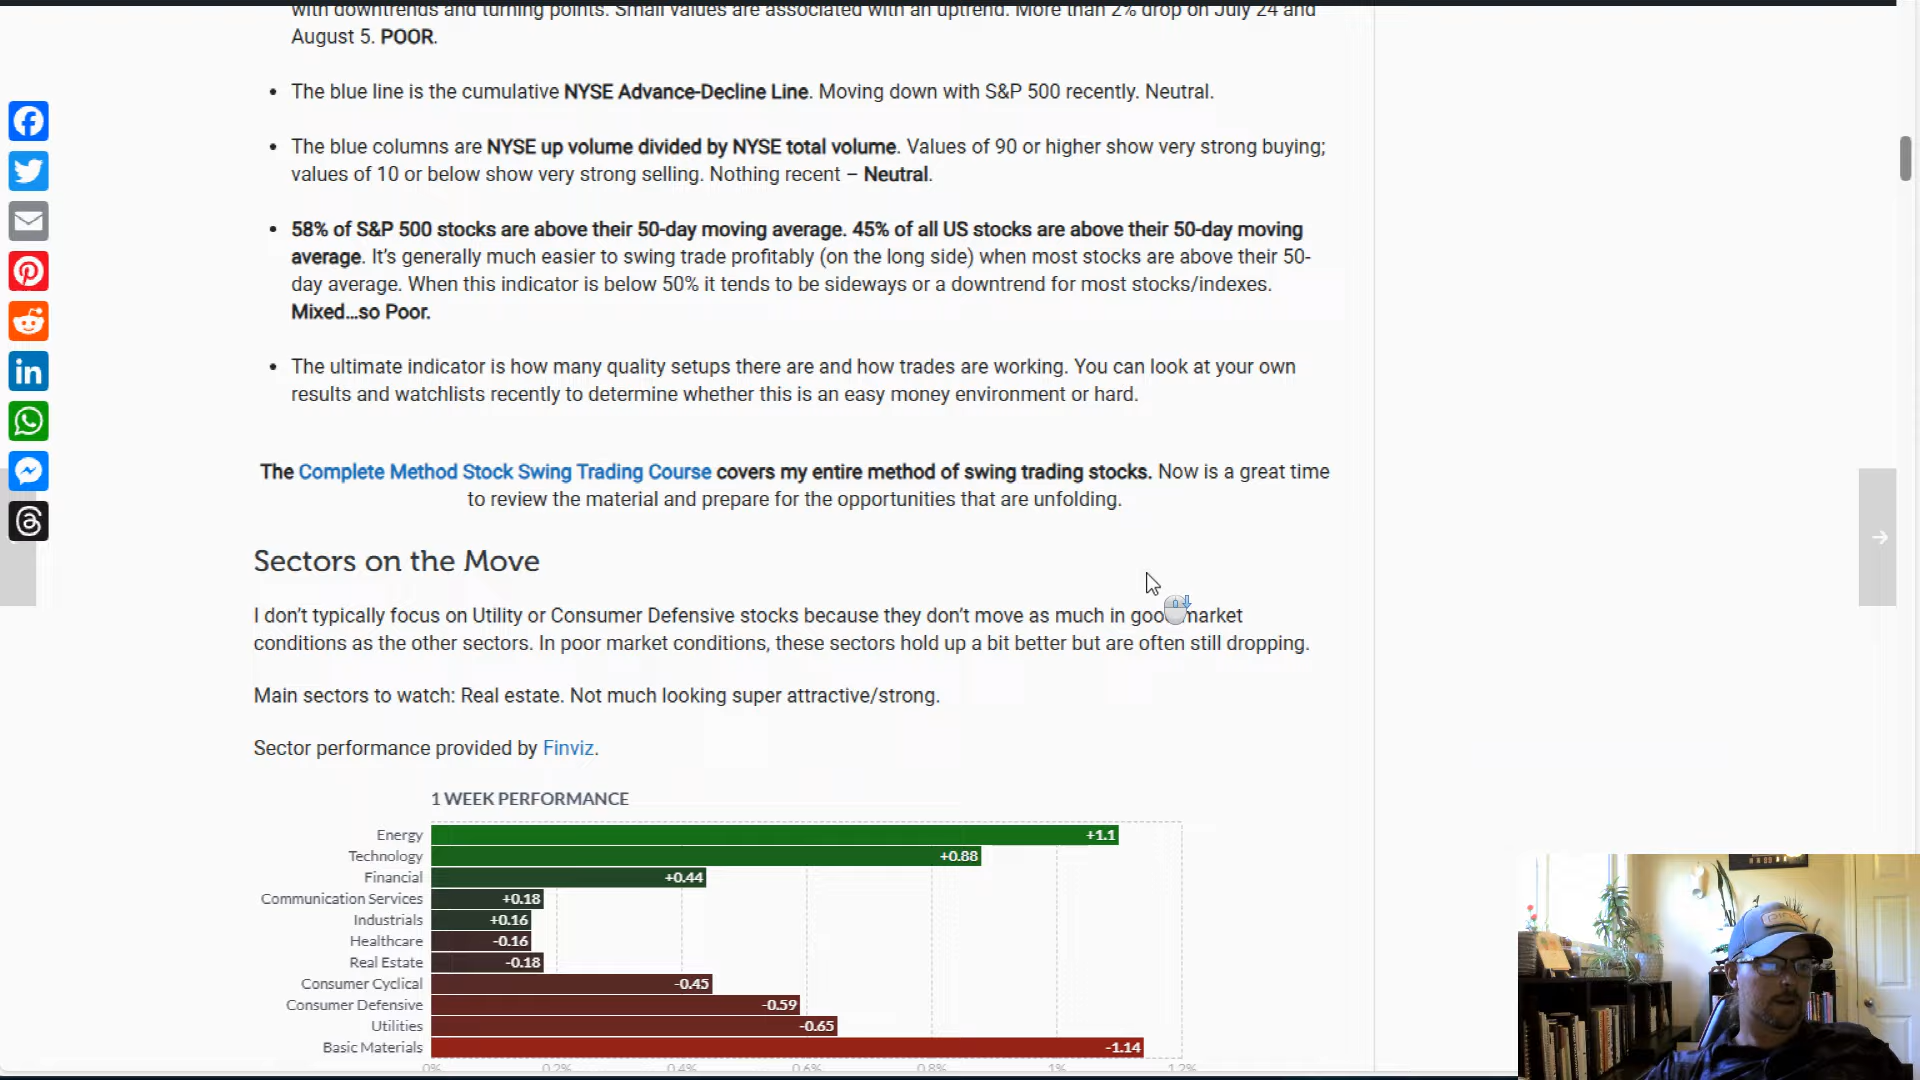 with downtrends and turning points. Small values are associated with an uptrend. More than 2% drop on July 24 and
August 5. POOR.
• The blue line is the cumulative NYSE Advance-Decline Line. Moving down with S&P 500 recently. Neutral.
• The blue columns are NYSE up volume divided by NYSE total volume. Values of 90 or higher show very strong buying;
values of 10 or below show very strong selling. Nothing recent – Neutral.
• 58% of S&P 500 stocks are above their 50-day moving average. 45% of all US stocks are above their 50-day moving
average. It's generally much easier to swing trade profitably (on the long side) when most stocks are above their 50-
day average. When this indicator is below 50% it tends to be sideways or a downtrend for most stocks/indexes.
Mixed...so Poor.
• The ultimate indicator is how many quality setups there are and how trades are working. You can look at your own
results and watchlists recently to determine whether this is an easy money environment or hard.
The Complete Method Stock Swing Trading Course covers my entire method of swing trading stocks. Now is a great time
to review the material and prepare for the opportunities that are unfolding.
Sectors on the Move
I don't typically focus on Utility or Consumer Defensive stocks because they don't move as much in good market
conditions as the other sectors. In poor market conditions, these sectors hold up a bit better but are often still dropping.
Main sectors to watch: Real estate. Not much looking super attractive/strong.
Sector performance provided by Finviz.
1 WEEK PERFORMANCE
Energy +1.1
Technology +0.88
Financial +0.44
Communication Services +0.18
Industrials +0.16
Healthcare -0.16
Real Estate -0.18
Consumer Cyclical -0.45
Consumer Defensive -0.59
Utilities -0.65
Basic Materials -1.14
0% 0.2% 0.4% 0.6% 0.8% 1% 1.2%